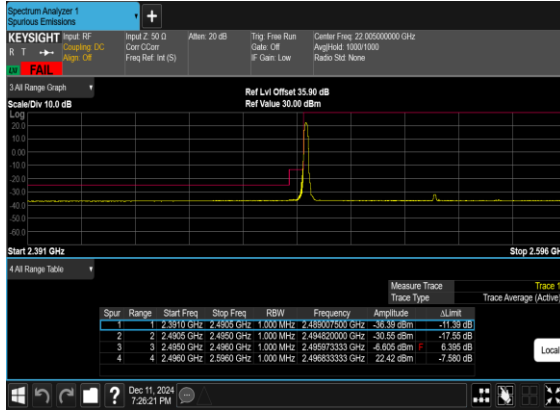 Spectrum Analyzer 1
Spurious Emissions
+
KEYSIGHT Input: RF Input Z: 50 Ω Atten: 20 dB Trig: Free Run Center Freq: 22.005000000 GHz
R T Coupling: DC Corr CCorr Gate: Off Avg|Hold: 1000/1000
Align: Off Freq Ref: Int (S) IF Gain: Low Radio Std: None
FAIL
3 All Range Graph
Ref Lvl Offset 35.90 dB
Scale/Div 10.0 dB Ref Value 30.00 dBm
Log
20.0
10.0
0.00
-10.0
-20.0
-30.0
-40.0
-50.0
-60.0
Start 2.391 GHz Stop 2.596 GH
4 All Range Table
Measure Trace Trace 1
Trace Type Trace Average (Active)
Spur Range Start Freq Stop Freq RBW Frequency Amplitude ΔLimit
1 1 2.3910 GHz 2.4905 GHz 1.000 MHz 2.489007500 GHz -36.39 dBm -11.39 dB
2 2 2.4905 GHz 2.4950 GHz 1.000 MHz 2.494820000 GHz -30.55 dBm -17.55 dB
3 3 2.4950 GHz 2.4960 GHz 1.000 MHz 2.495973333 GHz -6.605 dBm F 6.395 dB
4 4 2.4960 GHz 2.5960 GHz 1.000 MHz 2.496833333 GHz 22.42 dBm -7.580 dB
Local
? Dec 11, 2024
7:26:21 PM